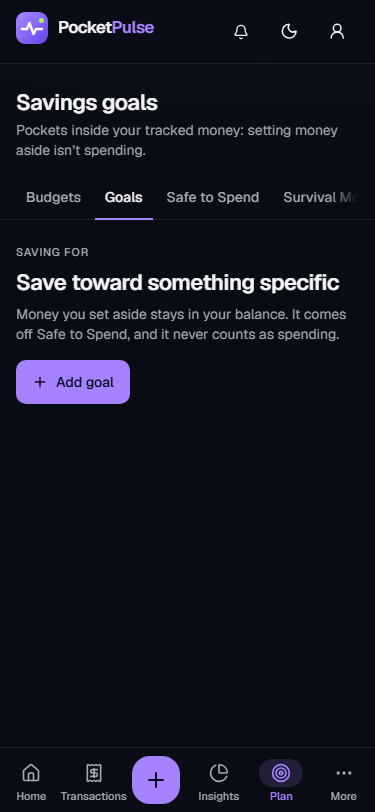 PocketPulse
Savings goals
Pockets inside your tracked money: setting money
aside isn’t spending.
Budgets Goals Safe to Spend Survival
SAVING FOR
Save toward something specific
Money you set aside stays in your balance. It comes
off Safe to Spend, and it never counts as spending.
+ Add goal
Home Transactions + Insights Plan More